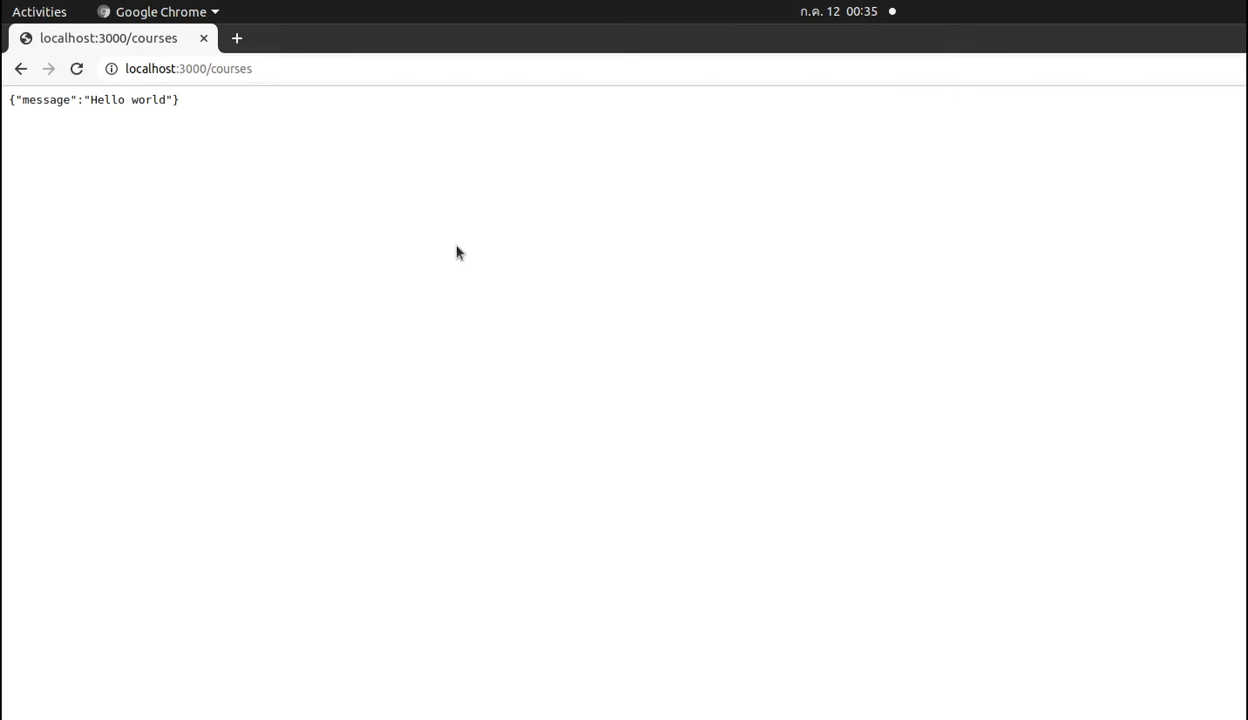 Activities Google Chrome ก.ค. 12 00:35
localhost:3000/courses
localhost:3000/courses
{"message":"Hello world"}